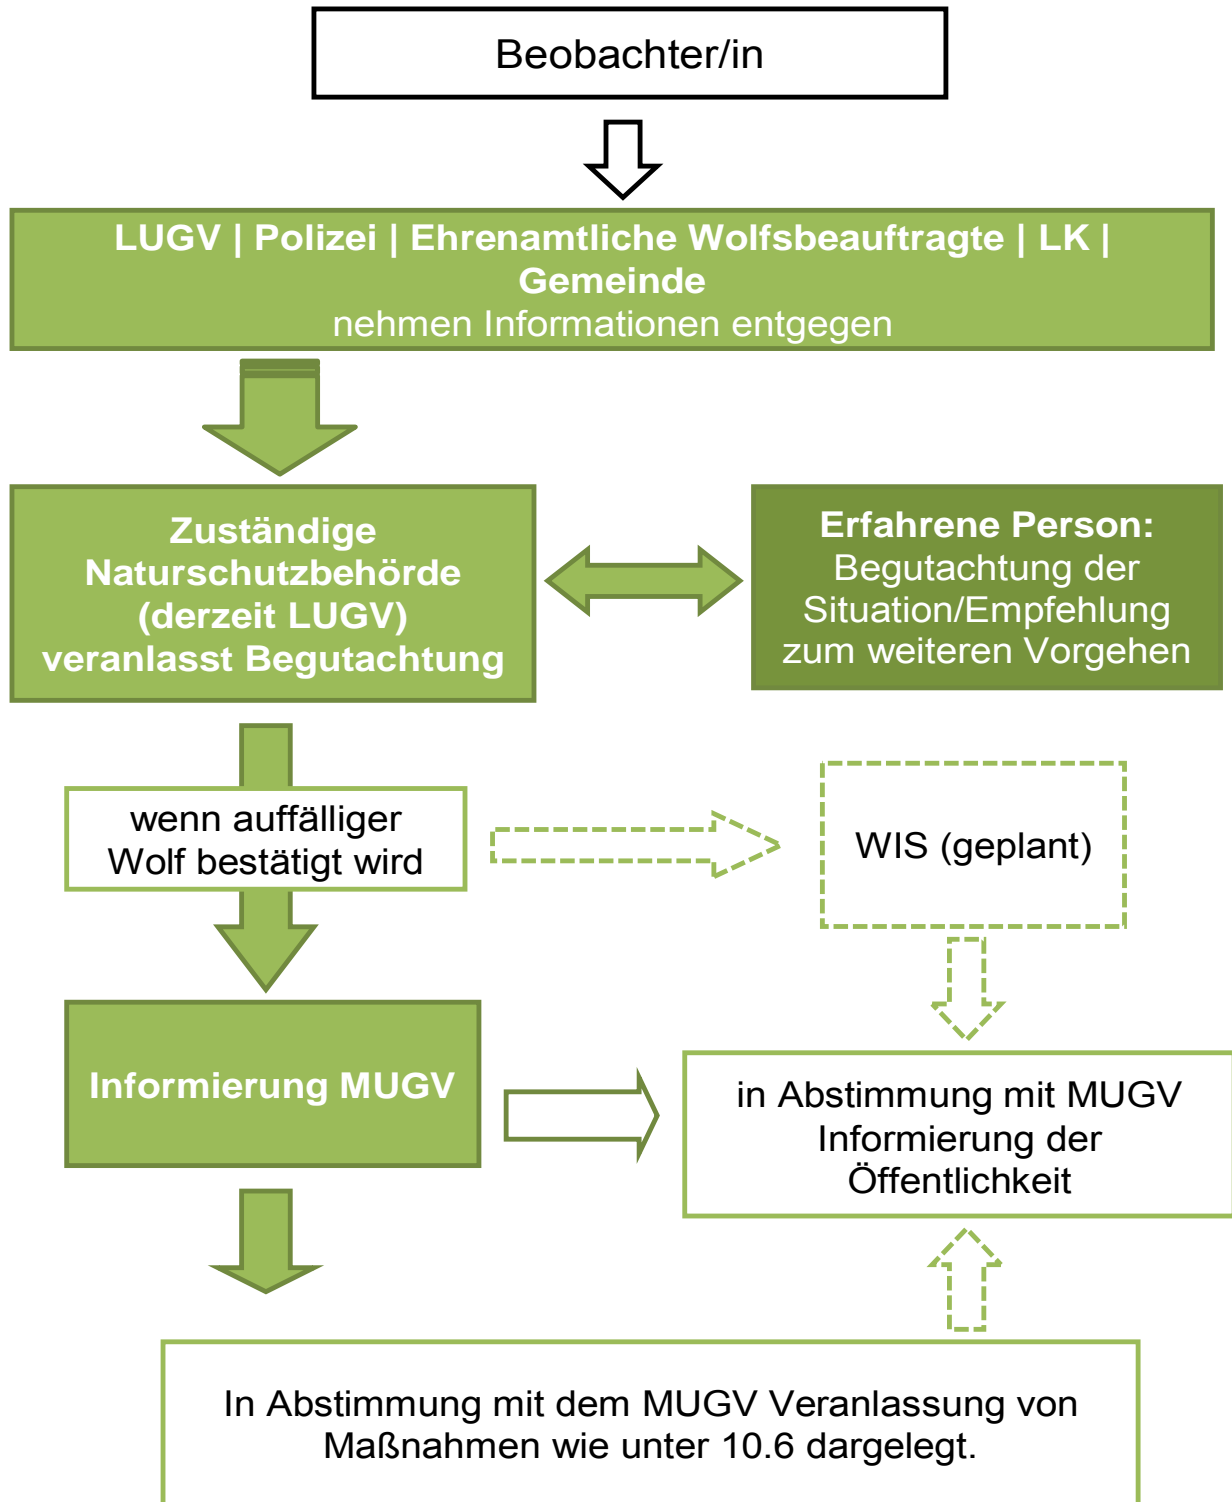 Beobachter/in
LUGV | Polizei | Ehrenamtliche Wolfsbeauftragte | LK |
Gemeinde
nehmen Informationen entgegen
Zuständige
Naturschutzbehörde
(derzeit LUGV)
veranlasst Begutachtung
Erfahrene Person:
Begutachtung der
Situation/Empfehlung
zum weiteren Vorgehen
wenn auffälliger
Wolf bestätigt wird
WIS (geplant)
Informierung MUGV
in Abstimmung mit MUGV
Informierung der
Öffentlichkeit
In Abstimmung mit dem MUGV Veranlassung von
Maßnahmen wie unter 10.6 dargelegt.